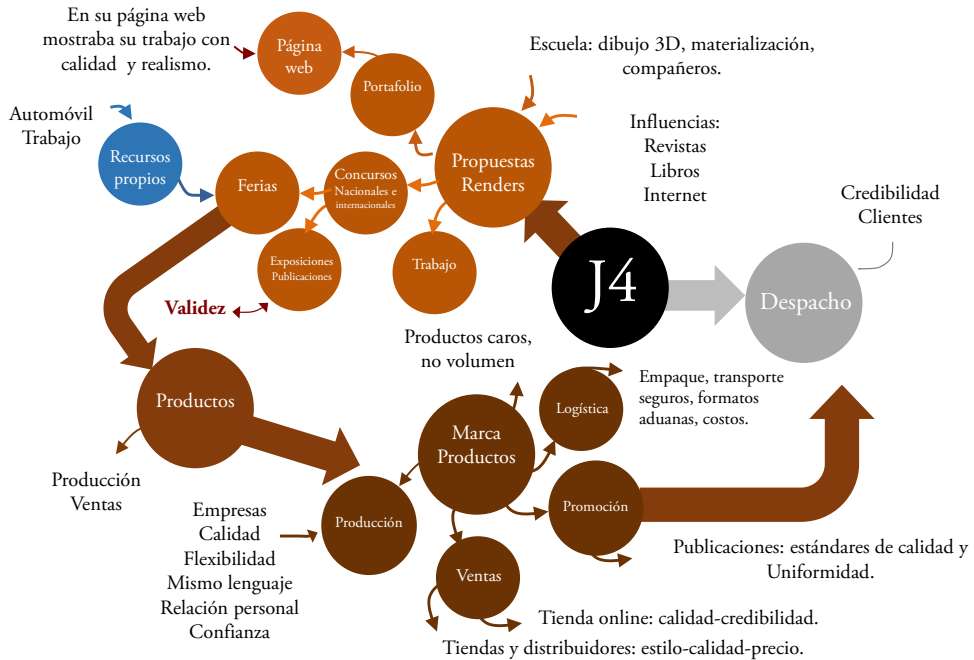 En su página web
mostraba su trabajo con
calidad y realismo.
Página
web
Portafolio
Escuela: dibujo 3D, materialización,
compañeros.
Automóvil
Trabajo
Recursos
propios
Ferias
Concursos
Nacionales e
internacionales
Propuestas
Renders
Influencias:
Revistas
Libros
Internet
Credibilidad
Clientes
Exposiciones
Publicaciones
Trabajo
Validez
J4
Despacho
Productos caros,
no volumen
Productos
Producción
Ventas
Marca
Productos
Logística
Empaque, transporte
seguros, formatos
aduanas, costos.
Empresas
Calidad
Flexibilidad
Mismo lenguaje
Relación personal
Confianza
Producción
Promoción
Publicaciones: estándares de calidad y
Uniformidad.
Ventas
Tienda online: calidad-credibilidad.
Tiendas y distribuidores: estilo-calidad-precio.